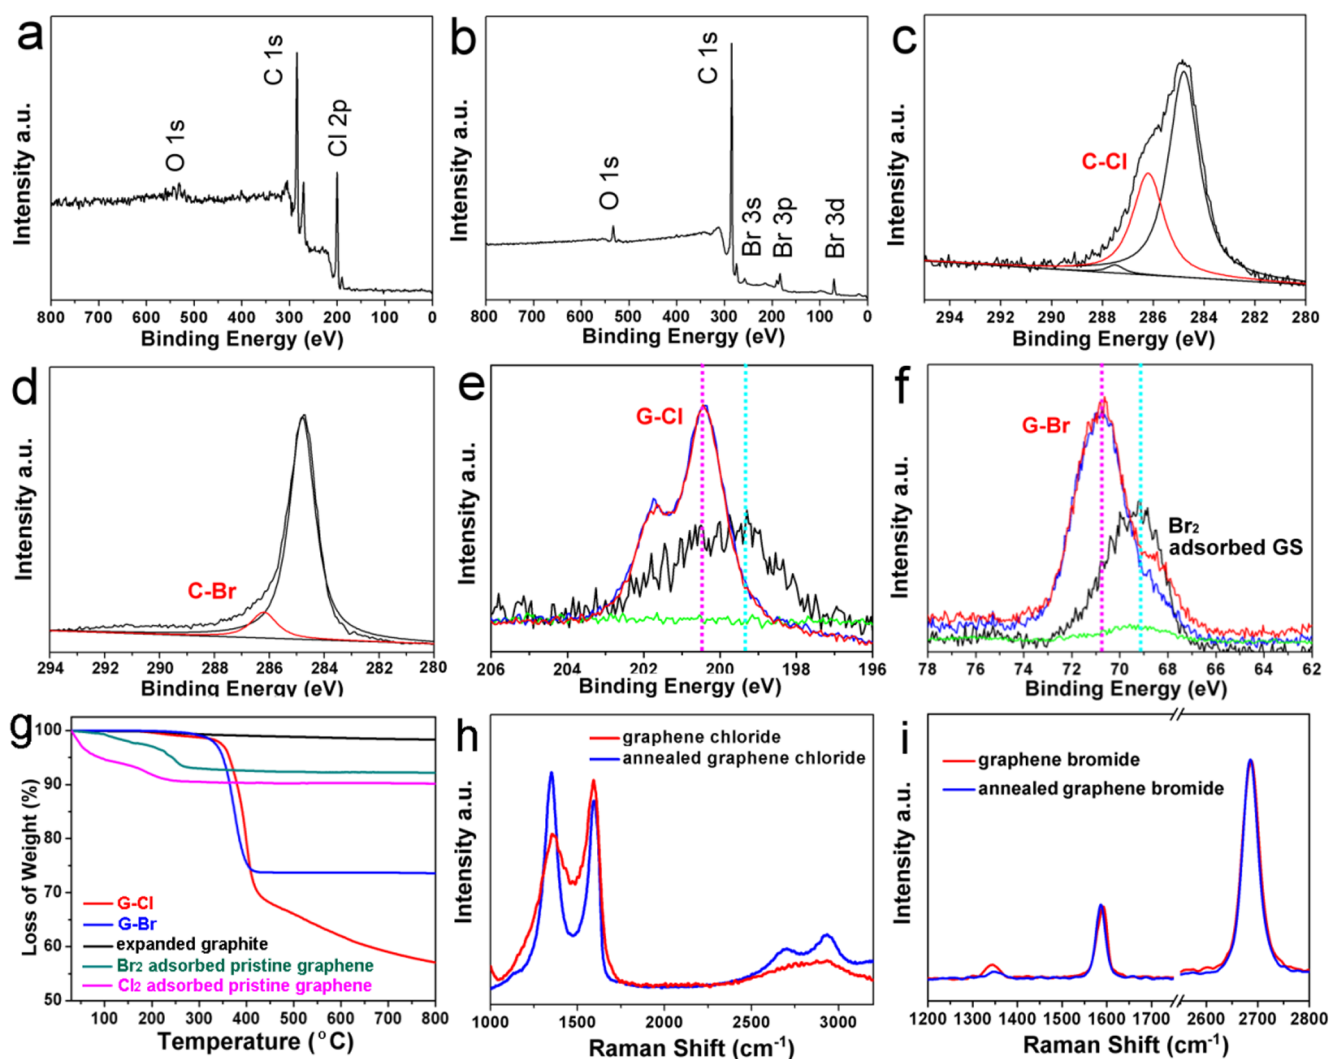 a
Intensity a.u.
O 1s
C 1s
Cl 2p
800 700 600 500 400 300 200 100 0
Binding Energy (eV)
b
Intensity a.u.
O 1s
C 1s
Br 3s
Br 3p
Br 3d
800 700 600 500 400 300 200 100 0
Binding Energy (eV)
c
Intensity a.u.
C-Cl
294 292 290 288 286 284 282 280
Binding Energy (eV)
d
Intensity a.u.
C-Br
294 292 290 288 286 284 282 280
Binding Energy (eV)
e
Intensity a.u.
G-Cl
206 204 202 200 198 196
Binding Energy (eV)
f
Intensity a.u.
G-Br
Br2
adsorbed GS
78 76 74 72 70 68 66 64 62
Binding Energy (eV)
g
Loss of Weight (%)
100
90
80
70
60
50
G-Cl
G-Br
expanded graphite
Br2 adsorbed pristine graphene
Cl2 adsorbed pristine graphene
100 200 300 400 500 600 700 800
Temperature (°C)
h
Intensity a.u.
graphene chloride
annealed graphene chloride
1000 1500 2000 2500 3000
Raman Shift (cm-1)
i
Intensity a.u.
graphene bromide
annealed graphene bromide
1200 1300 1400 1500 1600 1700 2600 2700 2800
Raman Shift (cm-1)